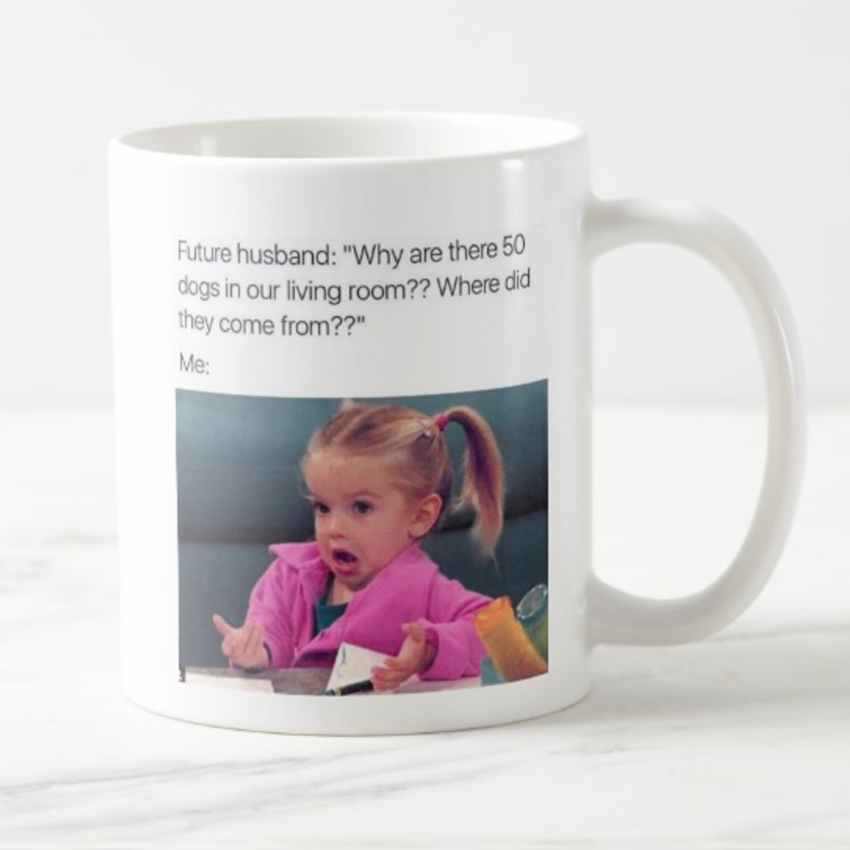 Future husband: "Why are there 50
dogs in our living room?? Where did
they come from??"
Me: